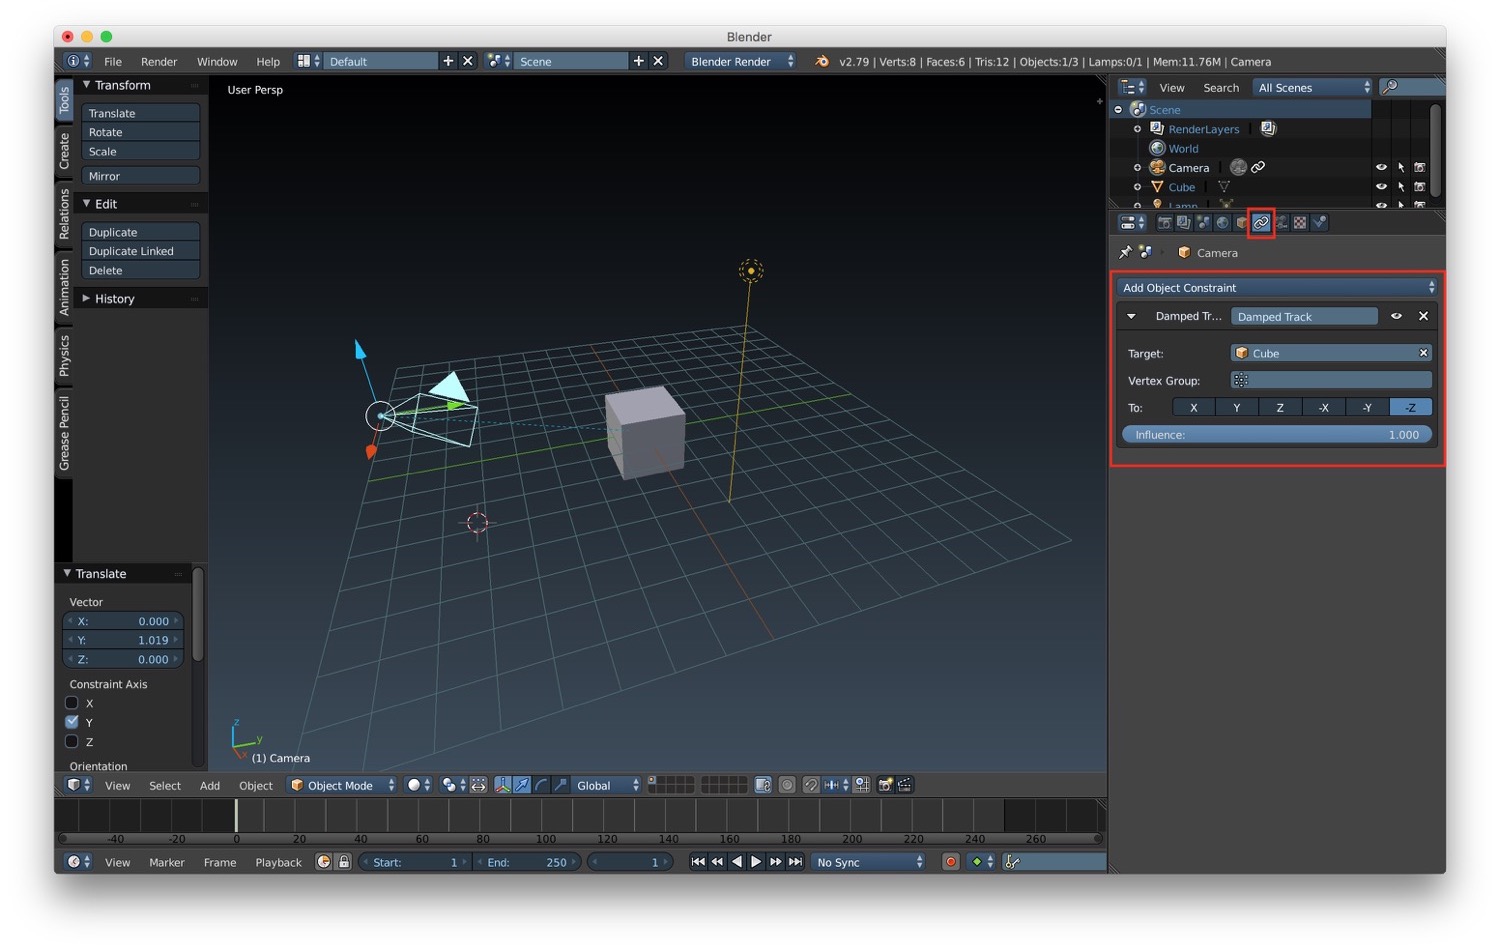 Blender
File Render Window Help Default Scene Blender Render v2.79 | Verts:8 | Faces:6 | Tris:12 | Objects:1/3 | Lamps:0/1 | Mem:11.76M | Camera
Tools
Create
Relations
Animation
Physics
Grease Pencil
Transform
Translate
Rotate
Scale
Mirror
Edit
Duplicate
Duplicate Linked
Delete
History
Translate
Vector
X: 0.000
Y: 1.019
Z: 0.000
Constraint Axis
X
Y
Z
Orientation
User Persp
z
y
x
(1) Camera
View Select Add Object Object Mode Global
-40 -20 0 20 40 60 80 100 120 140 160 180 200 220 240 260
View Marker Frame Playback Start: 1 End: 250 1 No Sync
View Search All Scenes
Scene
RenderLayers
World
Camera
Cube
Lamp
Camera
Add Object Constraint
Damped Tr... Damped Track
Target: Cube
Vertex Group:
To: X Y Z -X -Y -Z
Influence: 1.000